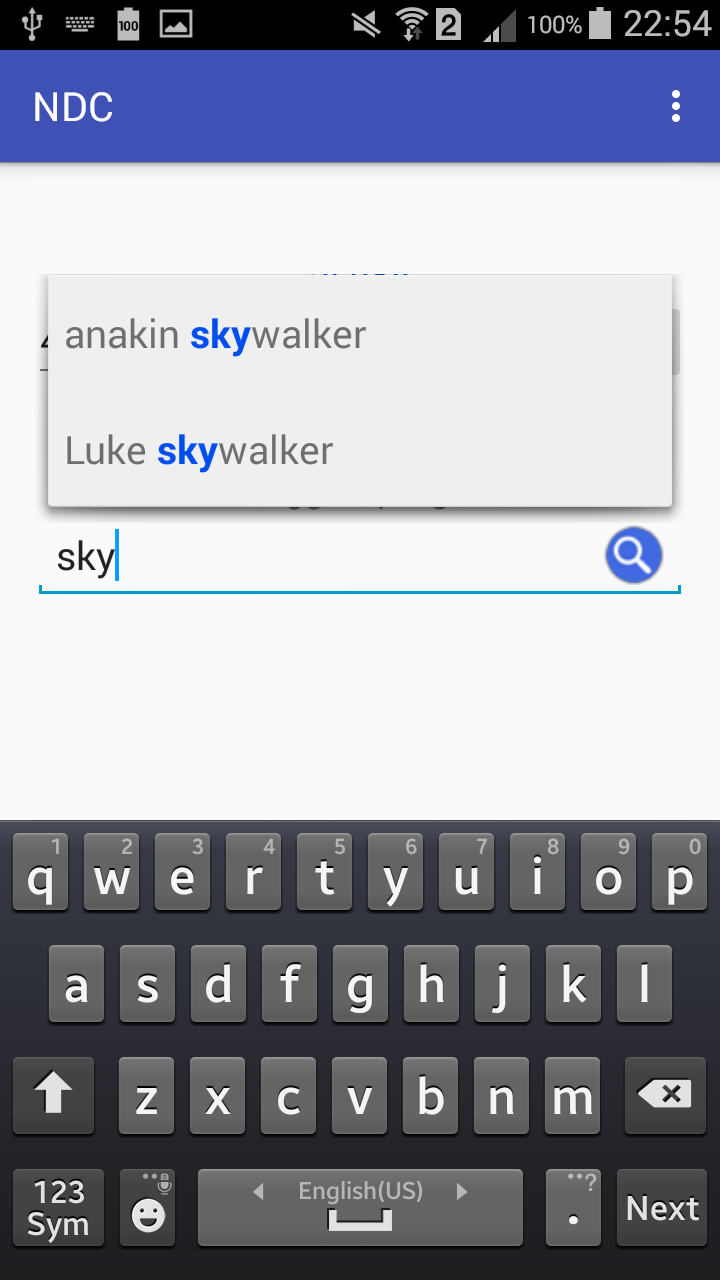 100 2 100% 22:54
NDC
anakin skywalker
Luke skywalker
sky
1 2 3 4 5 6 7 8 9 0
q w e r t y u i o p
a s d f g h j k l
z x c v b n m
123 English(US) ?
Sym . Next